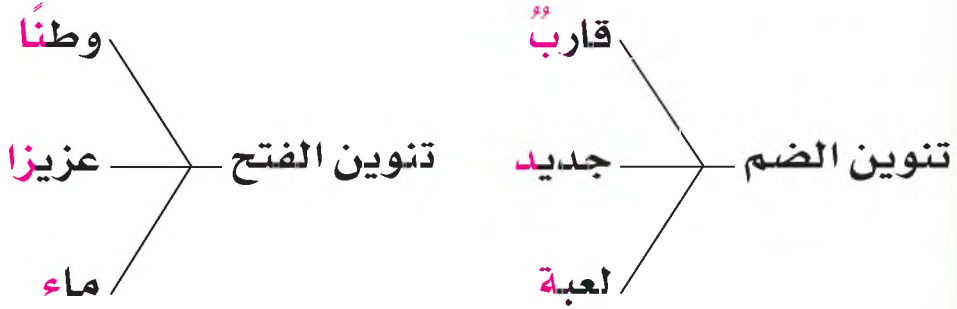 قاربٌ
تنوين الضم
جديد
لعبة
وطنًا
تنوين الفتح
عزيزا
ماء